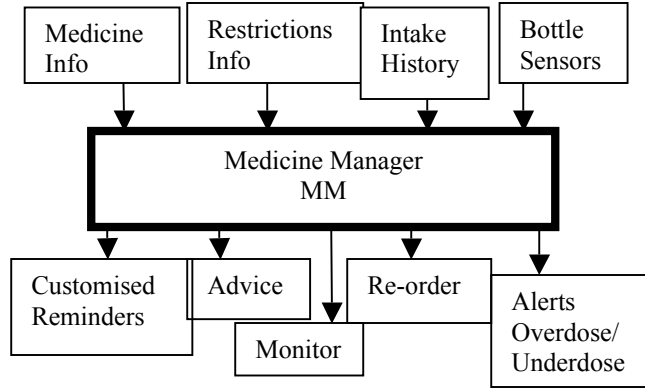 Medicine
Info
Restrictions
Info
Intake
History
Bottle
Sensors
Medicine Manager
MM
Customised
Reminders
Advice
Monitor
Re-order
Alerts
Overdose/
Underdose